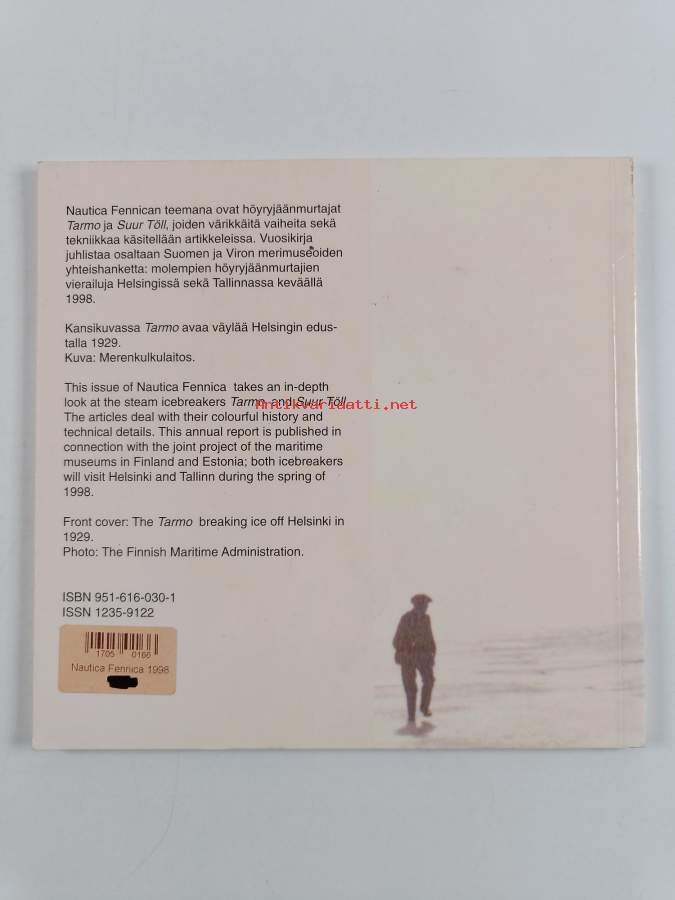 Nautica Fennican teemana ovat höyryjäänmurtajat
Tarmo ja Suur Töll, joiden värikkäitä vaiheita sekä
tekniikkaa käsitellään artikkeleissa. Vuosikirja
juhlistaa osaltaan Suomen ja Viron merimuseoiden
yhteishanketta: molempien höyryjäänmurtajien
vierailuja Helsingissä sekä Tallinnassa keväällä
1998.
Kansikuvassa Tarmo avaa väylää Helsingin edus-
talla 1929.
Kuva: Merenkulkulaitos.
This issue of Nautica Fennica takes an in-depth
look at the steam icebreakers Tarmo and Suur Töll.
Antikvariaatti.net
The articles deal with their colourful history and
technical details. This annual report is published in
connection with the joint project of the maritime
museums in Finland and Estonia; both icebreakers
will visit Helsinki and Tallinn during the spring of
1998.
Front cover: The Tarmo breaking ice off Helsinki in
1929.
Photo: The Finnish Maritime Administration.
ISBN 951-616-030-1
ISSN 1235-9122
1705 0166
Nautica Fennica 1998